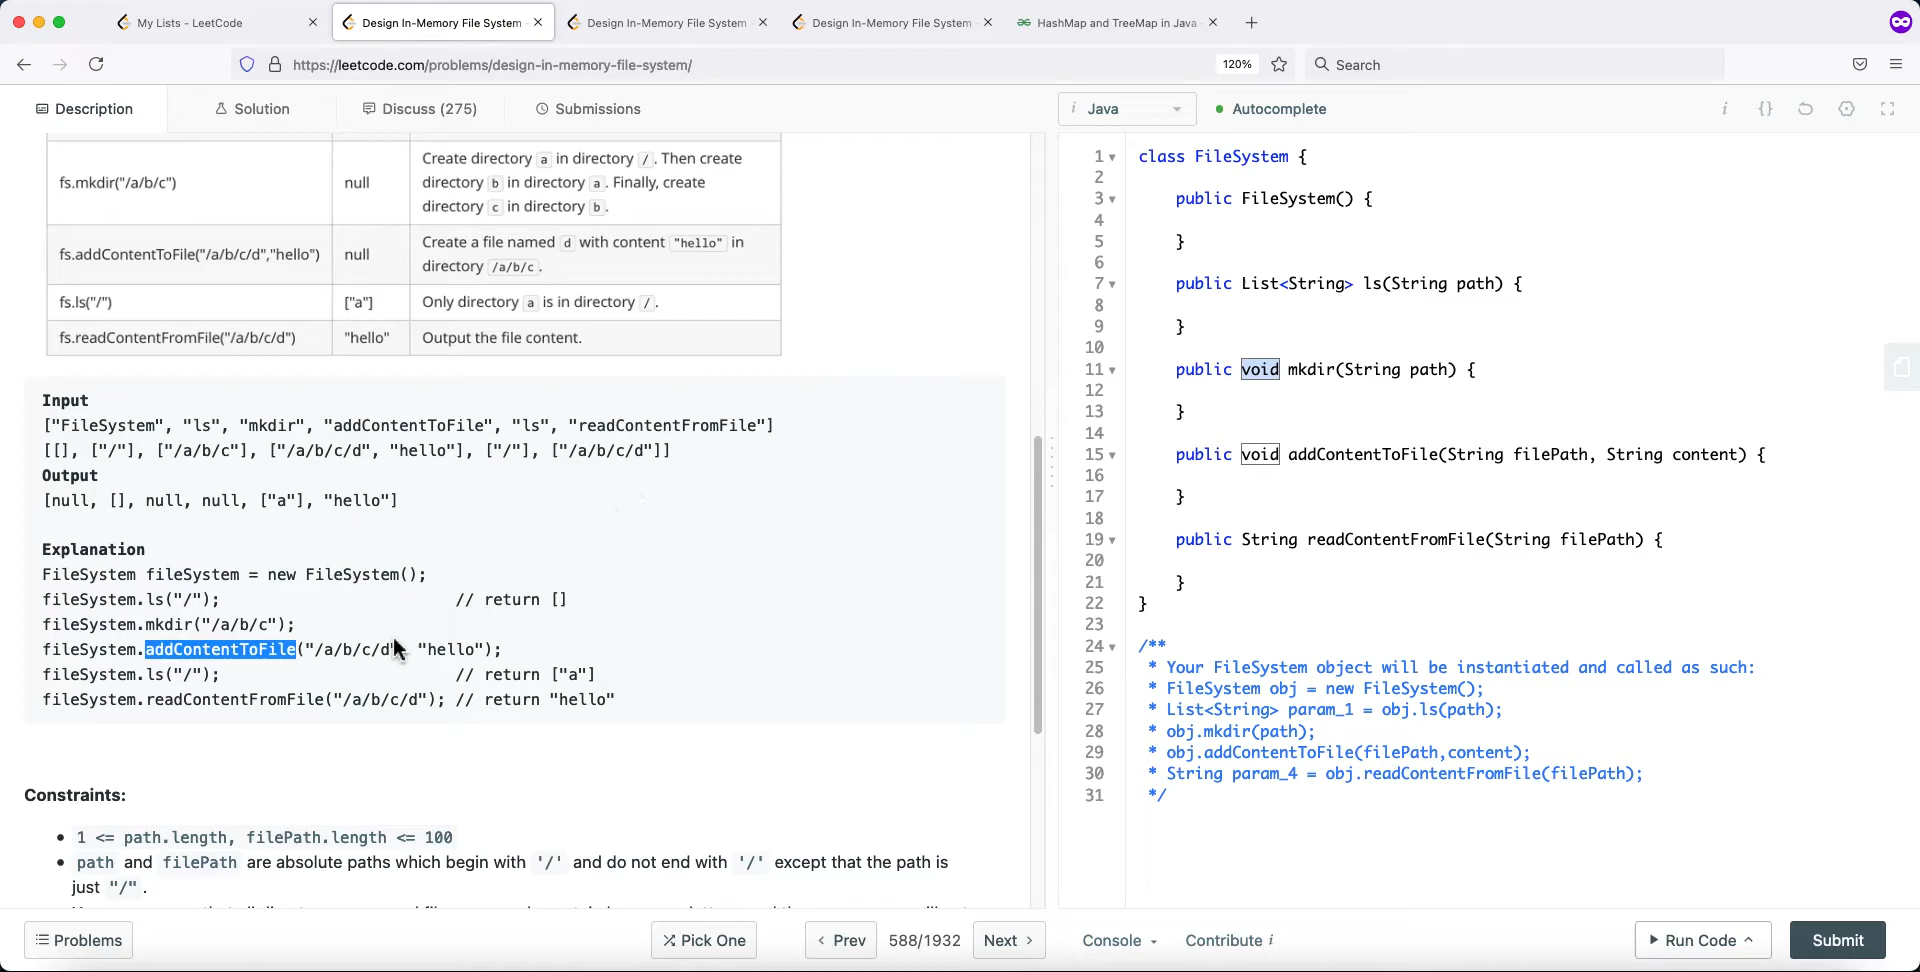 My Lists - LeetCode
Design In-Memory File System
Design In-Memory File System
Design In-Memory File System
HashMap and TreeMap in Java
https://leetcode.com/problems/design-in-memory-file-system/
120%
Search
Description
Solution
Discuss (275)
Submissions
i Java
Autocomplete
i {}
fs.mkdir("/a/b/c")
null
Create directory a in directory /. Then create
directory b in directory a. Finally, create
directory c in directory b.
fs.addContentToFile("/a/b/c/d","hello")
null
Create a file named d with content "hello" in
directory /a/b/c.
fs.ls("/")
["a"]
Only directory a is in directory /.
fs.readContentFromFile("/a/b/c/d")
"hello"
Output the file content.
Input
["FileSystem", "ls", "mkdir", "addContentToFile", "ls", "readContentFromFile"]
[[], ["/"], ["/a/b/c"], ["/a/b/c/d", "hello"], ["/"], ["/a/b/c/d"]]
Output
[null, [], null, null, ["a"], "hello"]
Explanation
FileSystem fileSystem = new FileSystem();
fileSystem.ls("/"); // return []
fileSystem.mkdir("/a/b/c");
fileSystem.addContentToFile("/a/b/c/d" "hello");
fileSystem.ls("/"); // return ["a"]
fileSystem.readContentFromFile("/a/b/c/d"); // return "hello"
Constraints:
1 <= path.length, filePath.length <= 100
path and filePath are absolute paths which begin with '/' and do not end with '/' except that the path is
just "/".
1 class FileSystem {
2
3 public FileSystem() {
4
5 }
6
7 public List<String> ls(String path) {
8
9 }
10
11 public void mkdir(String path) {
12
13 }
14
15 public void addContentToFile(String filePath, String content) {
16
17 }
18
19 public String readContentFromFile(String filePath) {
20
21 }
22 }
23
24 /**
25 * Your FileSystem object will be instantiated and called as such:
26 * FileSystem obj = new FileSystem();
27 * List<String> param_1 = obj.ls(path);
28 * obj.mkdir(path);
29 * obj.addContentToFile(filePath,content);
30 * String param_4 = obj.readContentFromFile(filePath);
31 */
Problems
Pick One
Prev
588/1932
Next
Console
Contribute i
Run Code
Submit